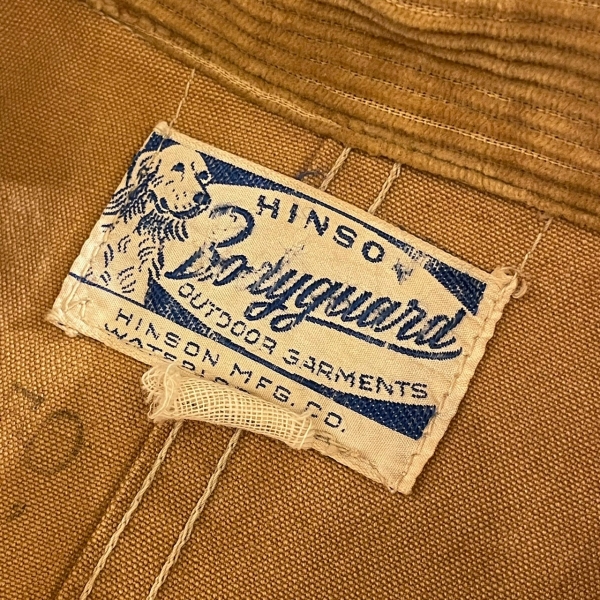 HINSON
Bodyguard
OUTDOOR GARMENTS
HINSON MFG. CO.